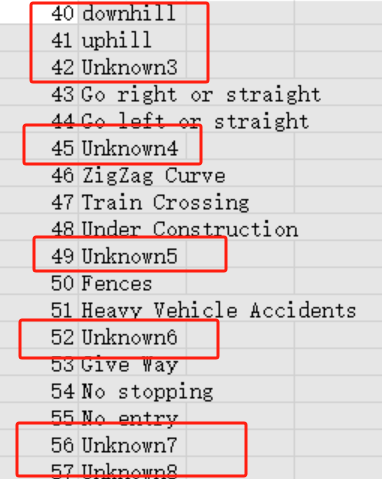 40 downhill
41 uphill
42 Unknown3
43 Go right or straight
44 Go left or straight
45 Unknown4
46 ZigZag Curve
47 Train Crossing
48 Under Construction
49 Unknown5
50 Fences
51 Heavy Vehicle Accidents
52 Unknown6
53 Give Way
54 No stopping
55 No entry
56 Unknown7
57 Unknown8